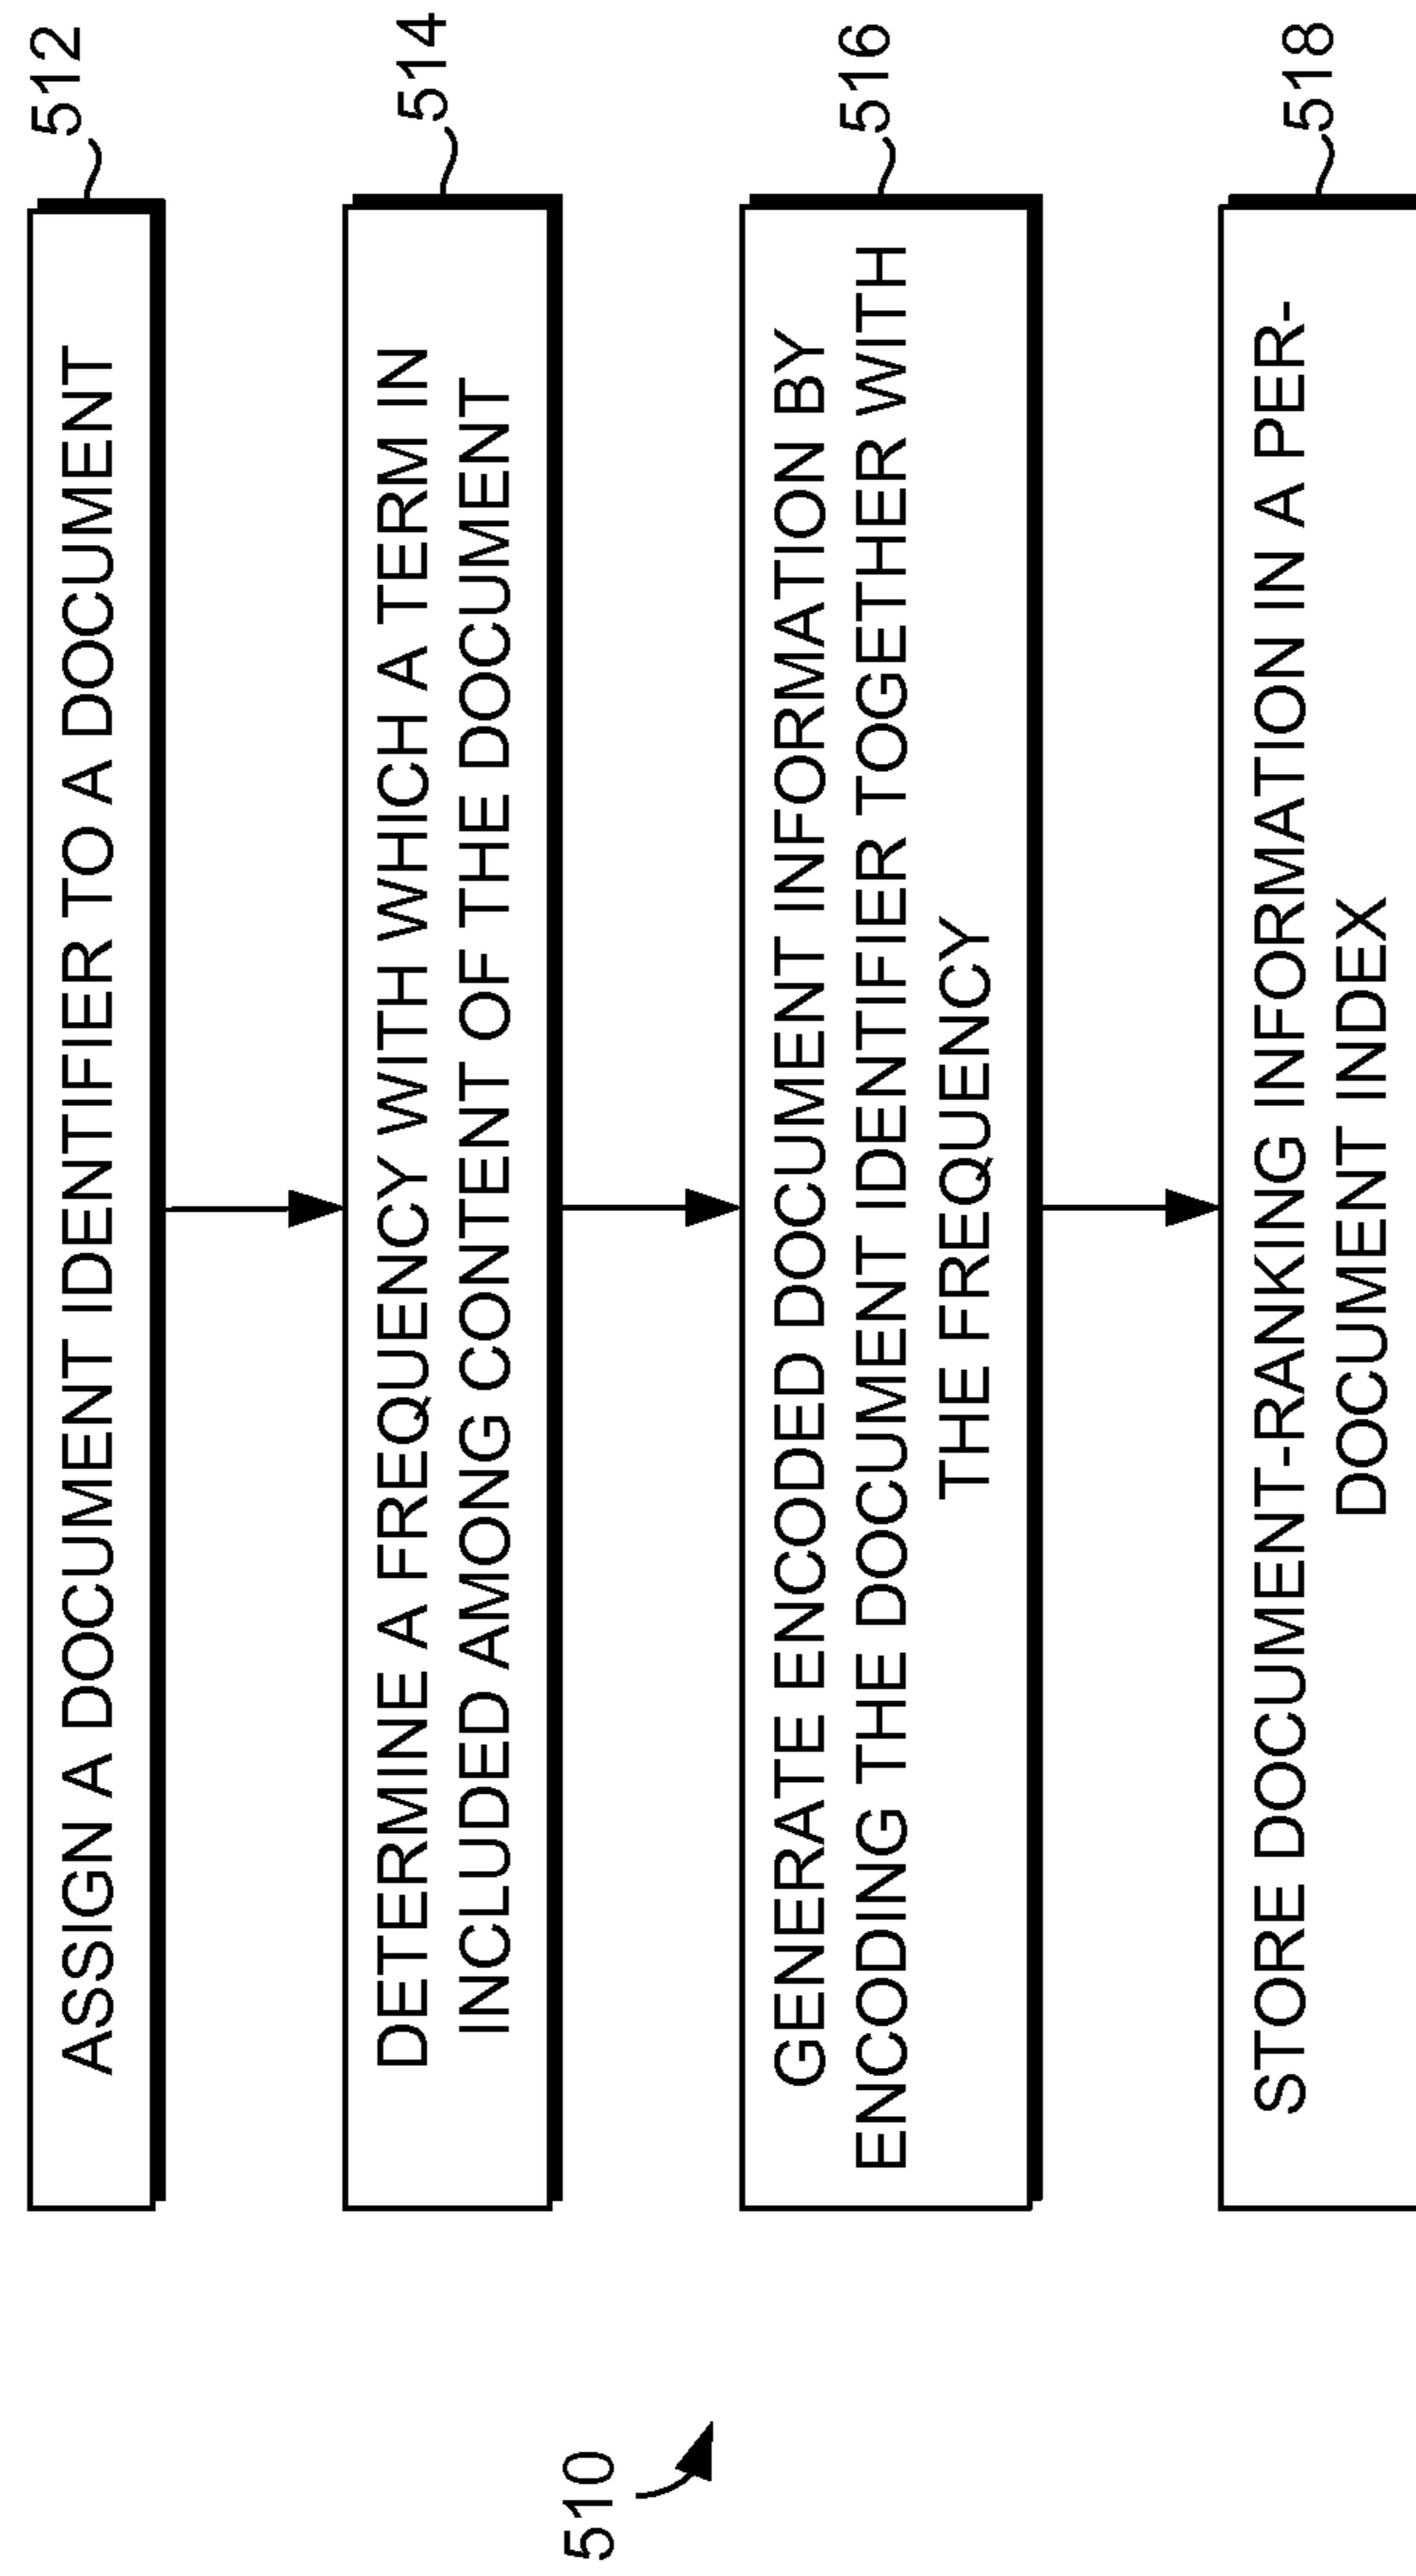 510
512
ASSIGN A DOCUMENT IDENTIFIER TO A DOCUMENT
514
DETERMINE A FREQUENCY WITH WHICH A TERM IN
INCLUDED AMONG CONTENT OF THE DOCUMENT
516
GENERATE ENCODED DOCUMENT INFORMATION BY
ENCODING THE DOCUMENT IDENTIFIER TOGETHER WITH
THE FREQUENCY
518
STORE DOCUMENT-RANKING INFORMATION IN A PER-
DOCUMENT INDEX